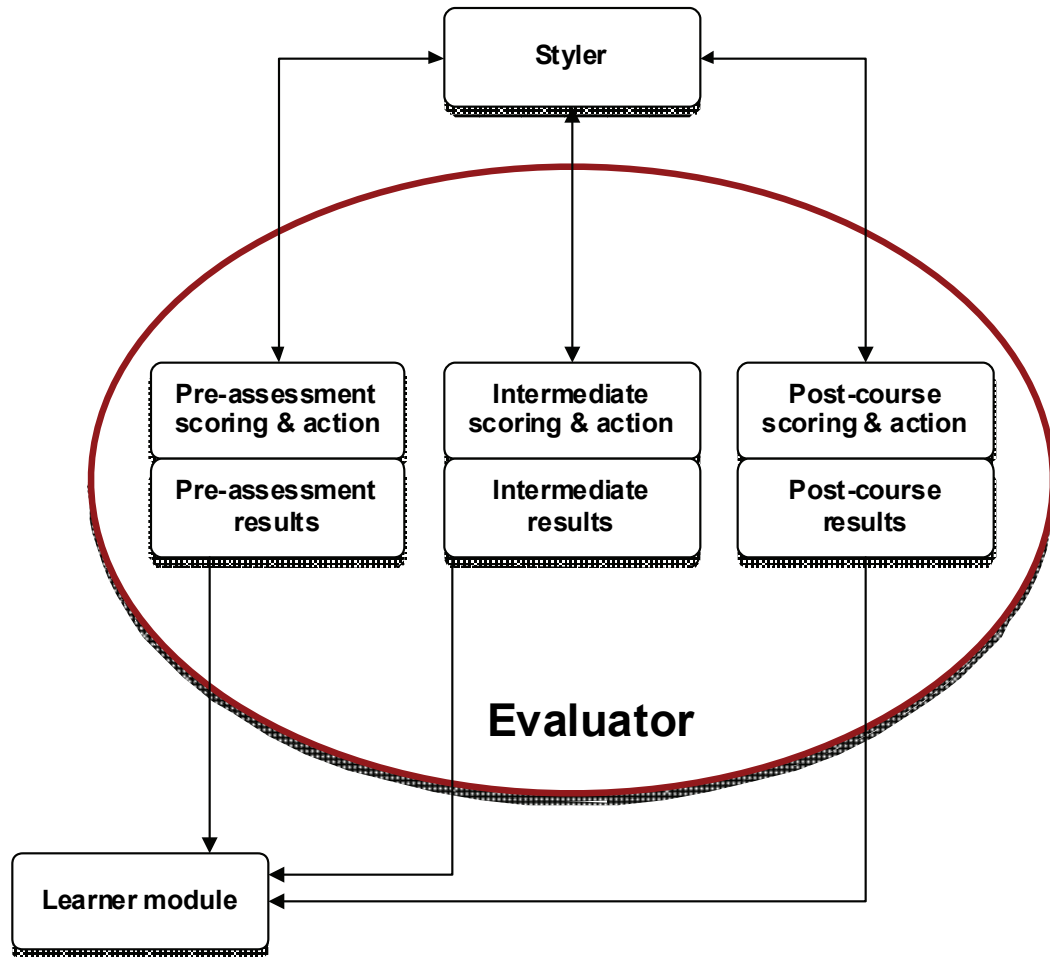 Styler
Pre-assessment
scoring & action
Intermediate
scoring & action
Post-course
scoring & action
Pre-assessment
results
Intermediate
results
Post-course
results
Evaluator
Learner module